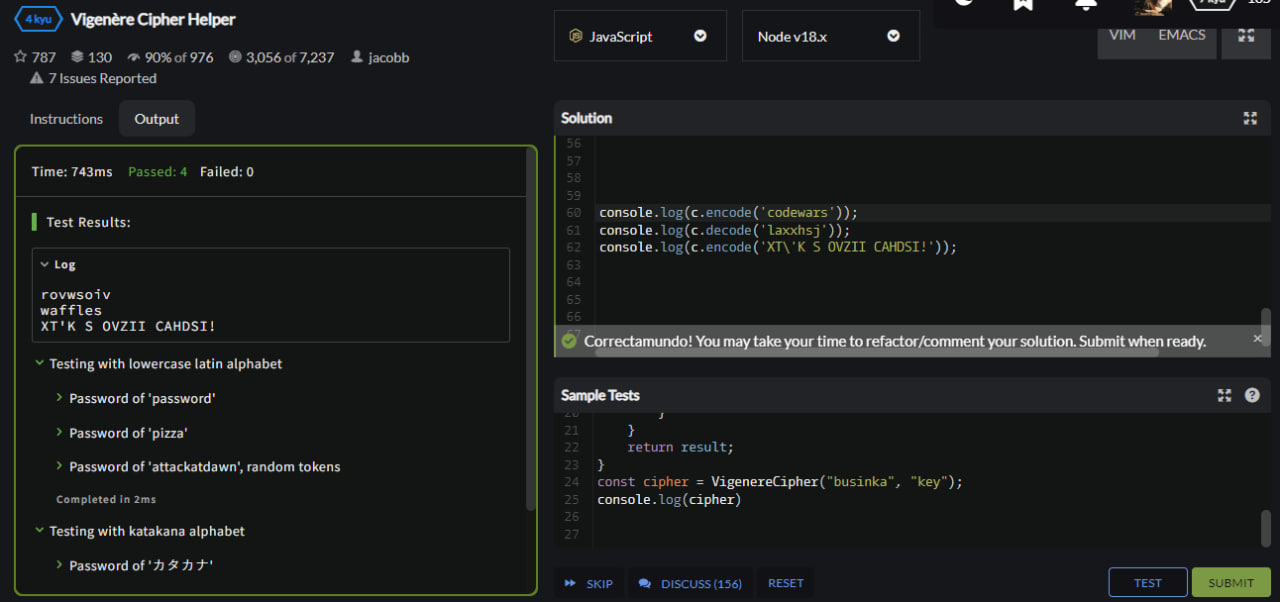 4 kyu Vigenère Cipher Helper
787 130 90% of 976 3,056 of 7,237 jacobb
7 Issues Reported
JavaScript
Node v18.x
VIM EMACS
Instructions Output
Time: 743ms Passed: 4 Failed: 0
Test Results:
Log
rovwsoiv
waffles
XT'K S OVZII CAHDSI!
Testing with lowercase latin alphabet
Password of 'password'
Password of 'pizza'
Password of 'attackatdawn', random tokens
Completed in 2ms
Testing with katakana alphabet
Password of 'カタカナ'
Solution
56
57
58
59
60 console.log(c.encode('codewars'));
61 console.log(c.decode('laxxhsj'));
62 console.log(c.encode('XT\'K S OVZII CAHDSI!'));
63
64
65
66
67
Correctamundo! You may take your time to refactor/comment your solution. Submit when ready. ×
Sample Tests ?
20 }
21 }
22 return result;
23 }
24 const cipher = VigenereCipher("businka", "key");
25 console.log(cipher)
26
27
SKIP DISCUSS (156) RESET TEST SUBMIT